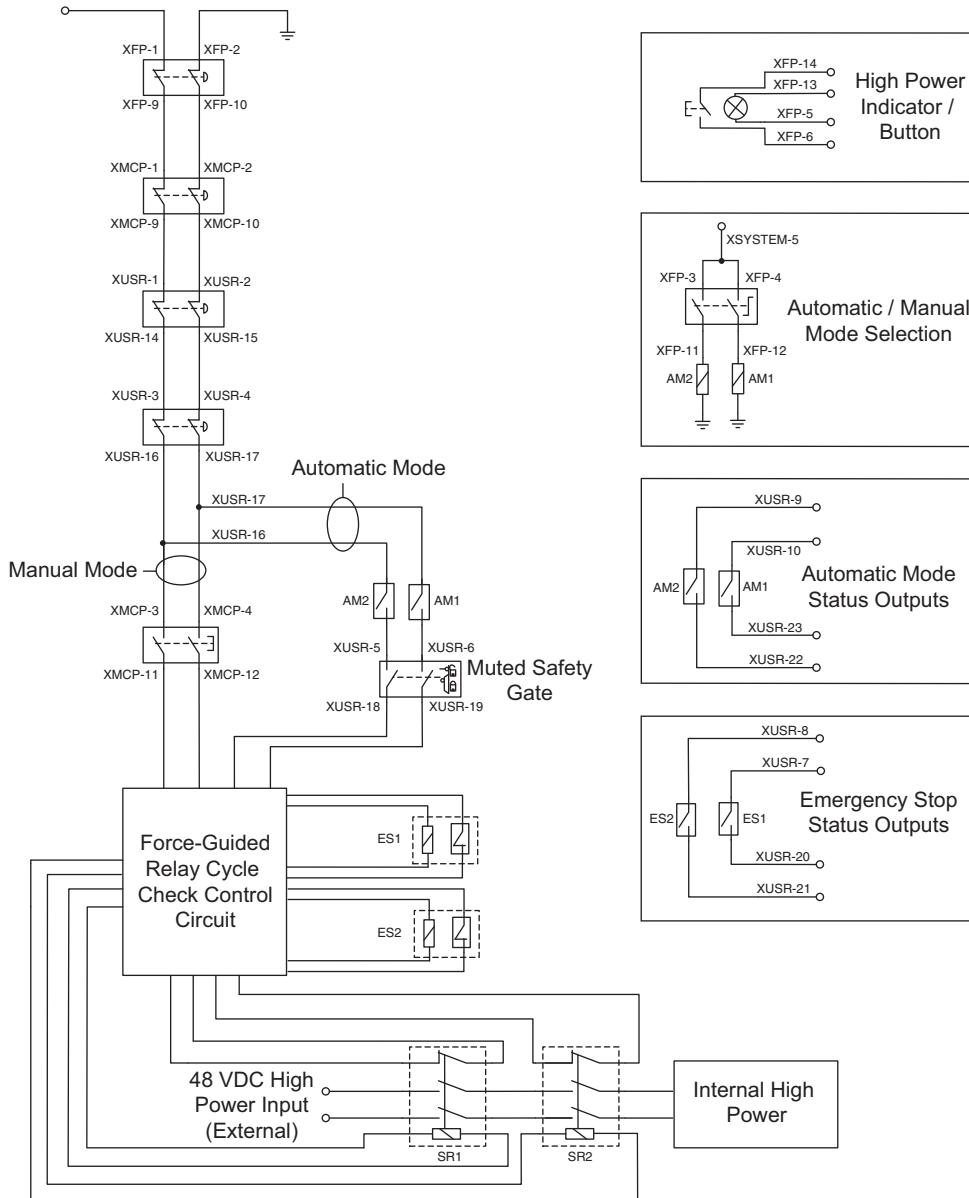 XFP-1 XFP-2
XFP-9 XFP-10
XMCP-1 XMCP-2
XMCP-9 XMCP-10
XUSR-1 XUSR-2
XUSR-14 XUSR-15
XUSR-3 XUSR-4
XUSR-16 XUSR-17
Automatic Mode
XUSR-17
XUSR-16
Manual Mode
XMCP-3 XMCP-4
XMCP-11 XMCP-12
AM2 AM1
XUSR-5 XUSR-6
Muted Safety
Gate
XUSR-18 XUSR-19
Force-Guided
Relay Cycle
Check Control
Circuit
ES1
ES2
48 VDC High
Power Input
(External)
SR1
SR2
Internal High
Power
XFP-14
XFP-13
XFP-5
XFP-6
High Power
Indicator /
Button
XSYSTEM-5
XFP-3 XFP-4
XFP-11 XFP-12
AM2 AM1
Automatic / Manual
Mode Selection
XUSR-9
XUSR-10
AM2 AM1
XUSR-23
XUSR-22
Automatic Mode
Status Outputs
XUSR-8
XUSR-7
ES2 ES1
XUSR-20
XUSR-21
Emergency Stop
Status Outputs